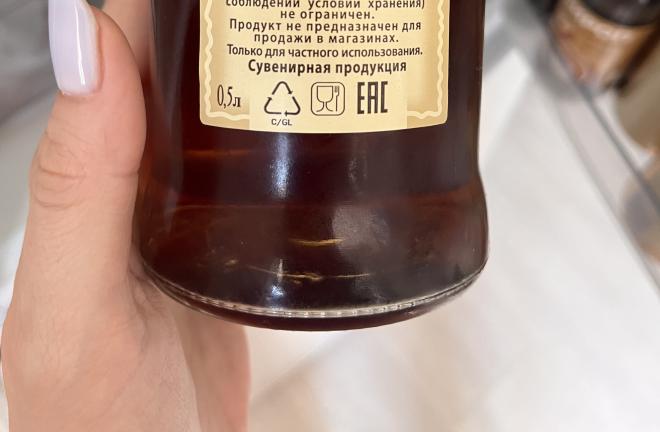 соблюдении условий хранения)
не ограничен.
Продукт не предназначен для
продажи в магазинах.
Только для частного использования.
Сувенирная продукция
0,5л
C/GL
EAC